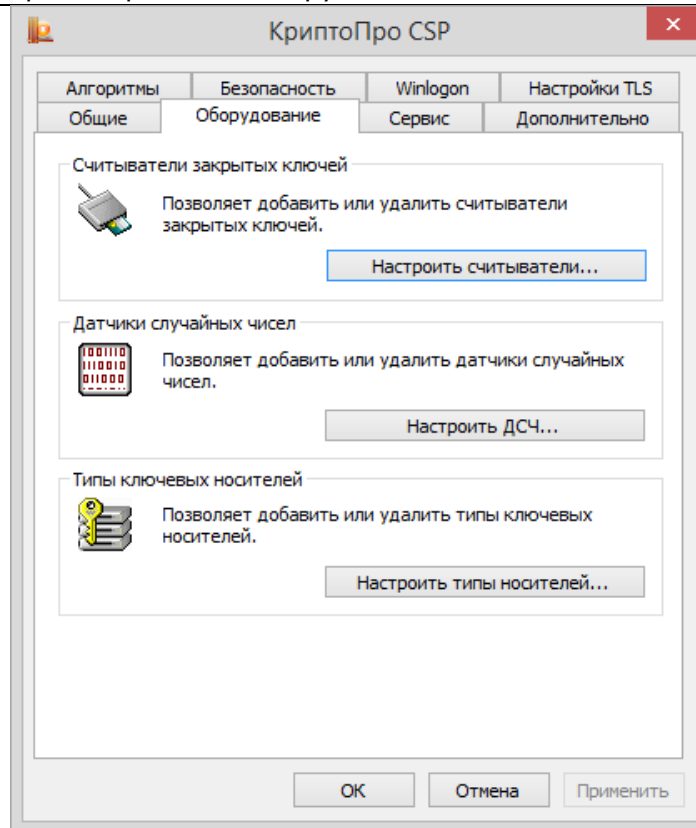 КриптоПро CSP
Алгоритмы Безопасность Winlogon Настройки TLS
Общие Оборудование Сервис Дополнительно
Считыватели закрытых ключей
Позволяет добавить или удалить считыватели
закрытых ключей.
Настроить считыватели...
Датчики случайных чисел
Позволяет добавить или удалить датчики случайных
чисел.
Настроить ДСЧ...
Типы ключевых носителей
Позволяет добавить или удалить типы ключевых
носителей.
Настроить типы носителей...
ОК Отмена Применить